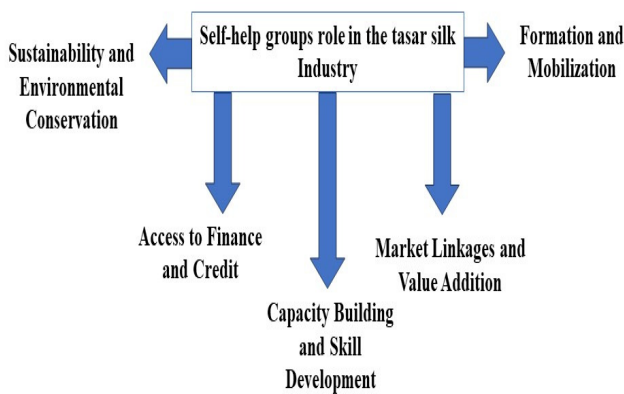 Self-help groups role in the tasar silk
Industry
Sustainability and
Environmental
Conservation
Formation and
Mobilization
Access to Finance
and Credit
Market Linkages and
Value Addition
Capacity Building
and Skill
Development